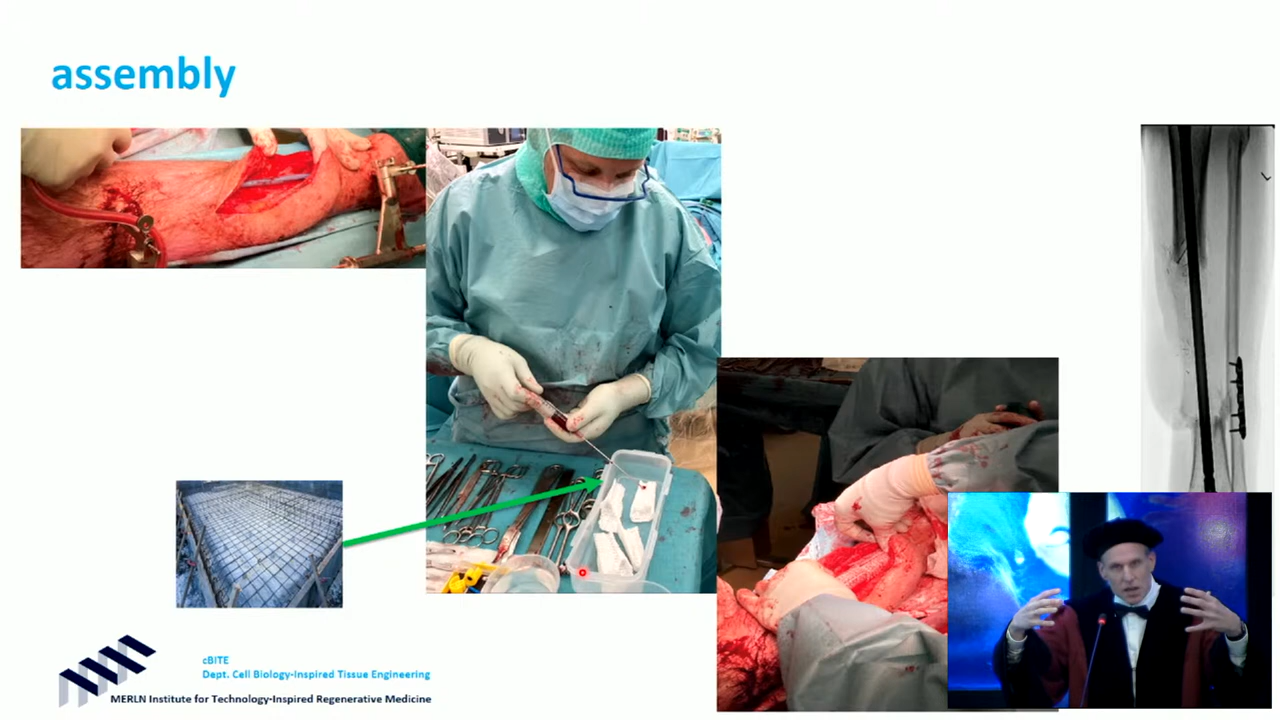 assembly
cBITE
Dept. Cell Biology-Inspired Tissue Engineering
MERLN Institute for Technology-Inspired Regenerative Medicine